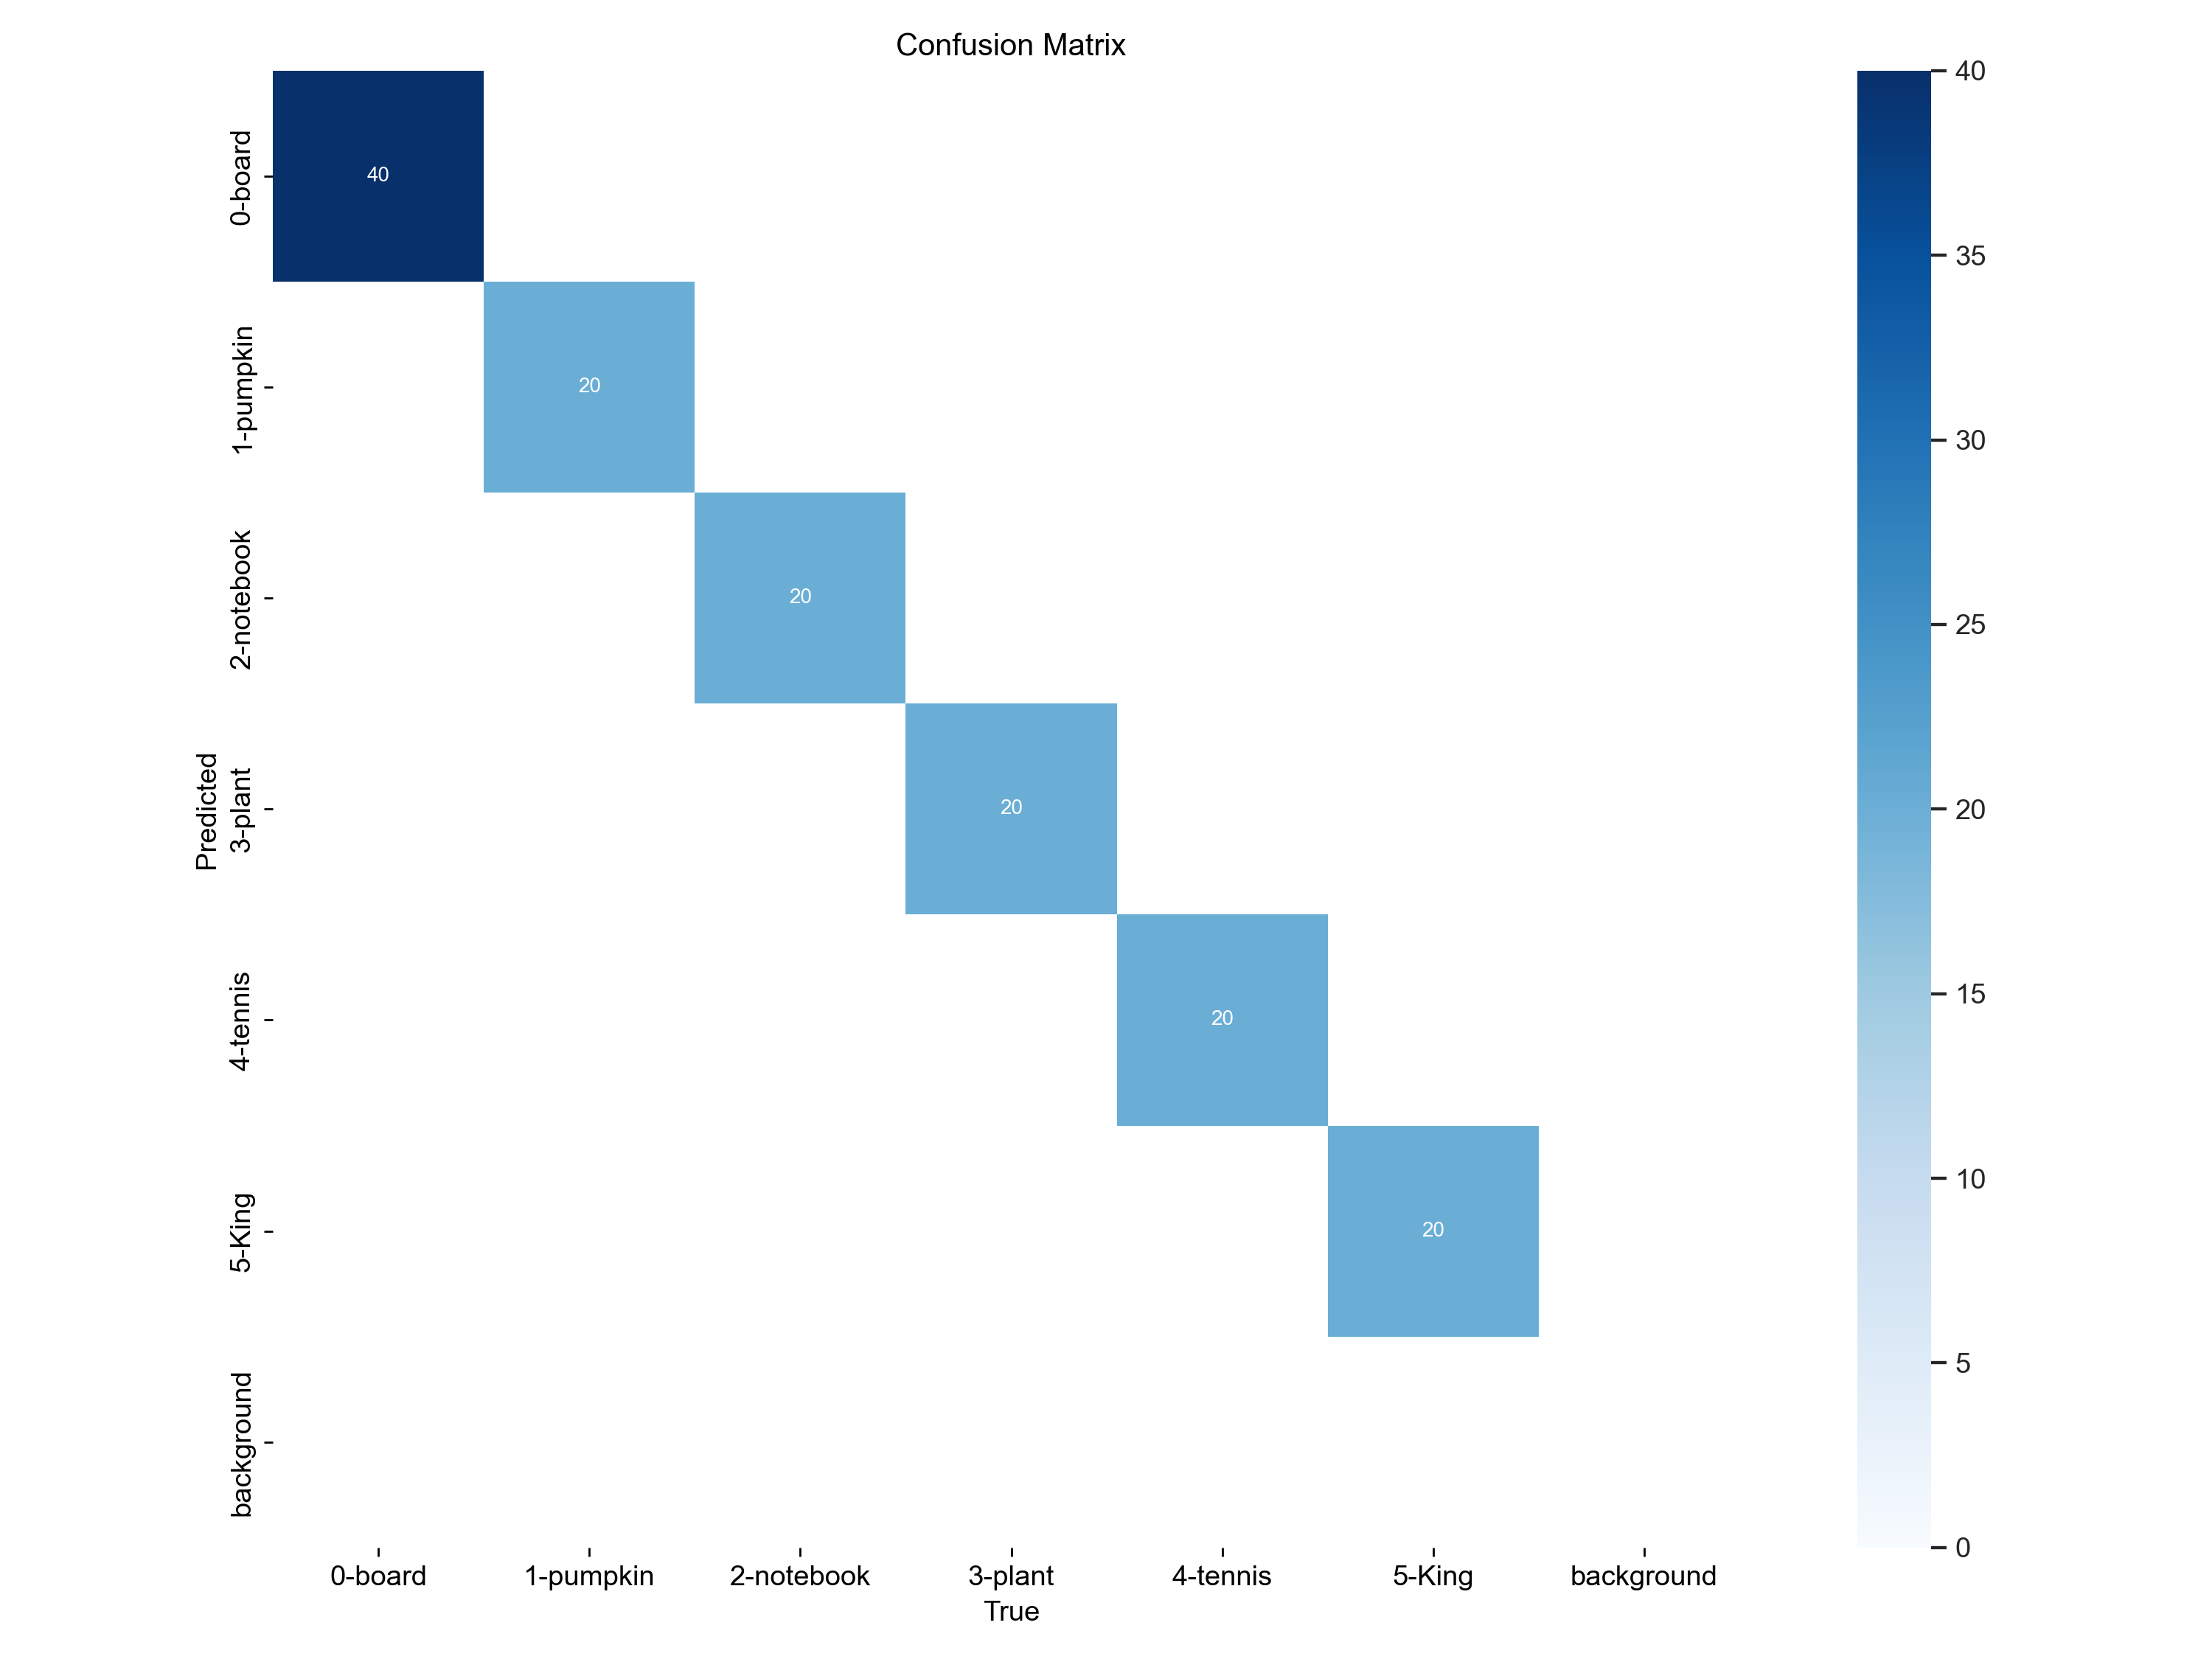 Confusion Matrix
0-board
1-pumpkin
2-notebook
3-plant
4-tennis
5-King
background
Predicted
40
20
20
20
20
20
0-board 1-pumpkin 2-notebook 3-plant 4-tennis 5-King background
True
40
35
30
25
20
15
10
5
0